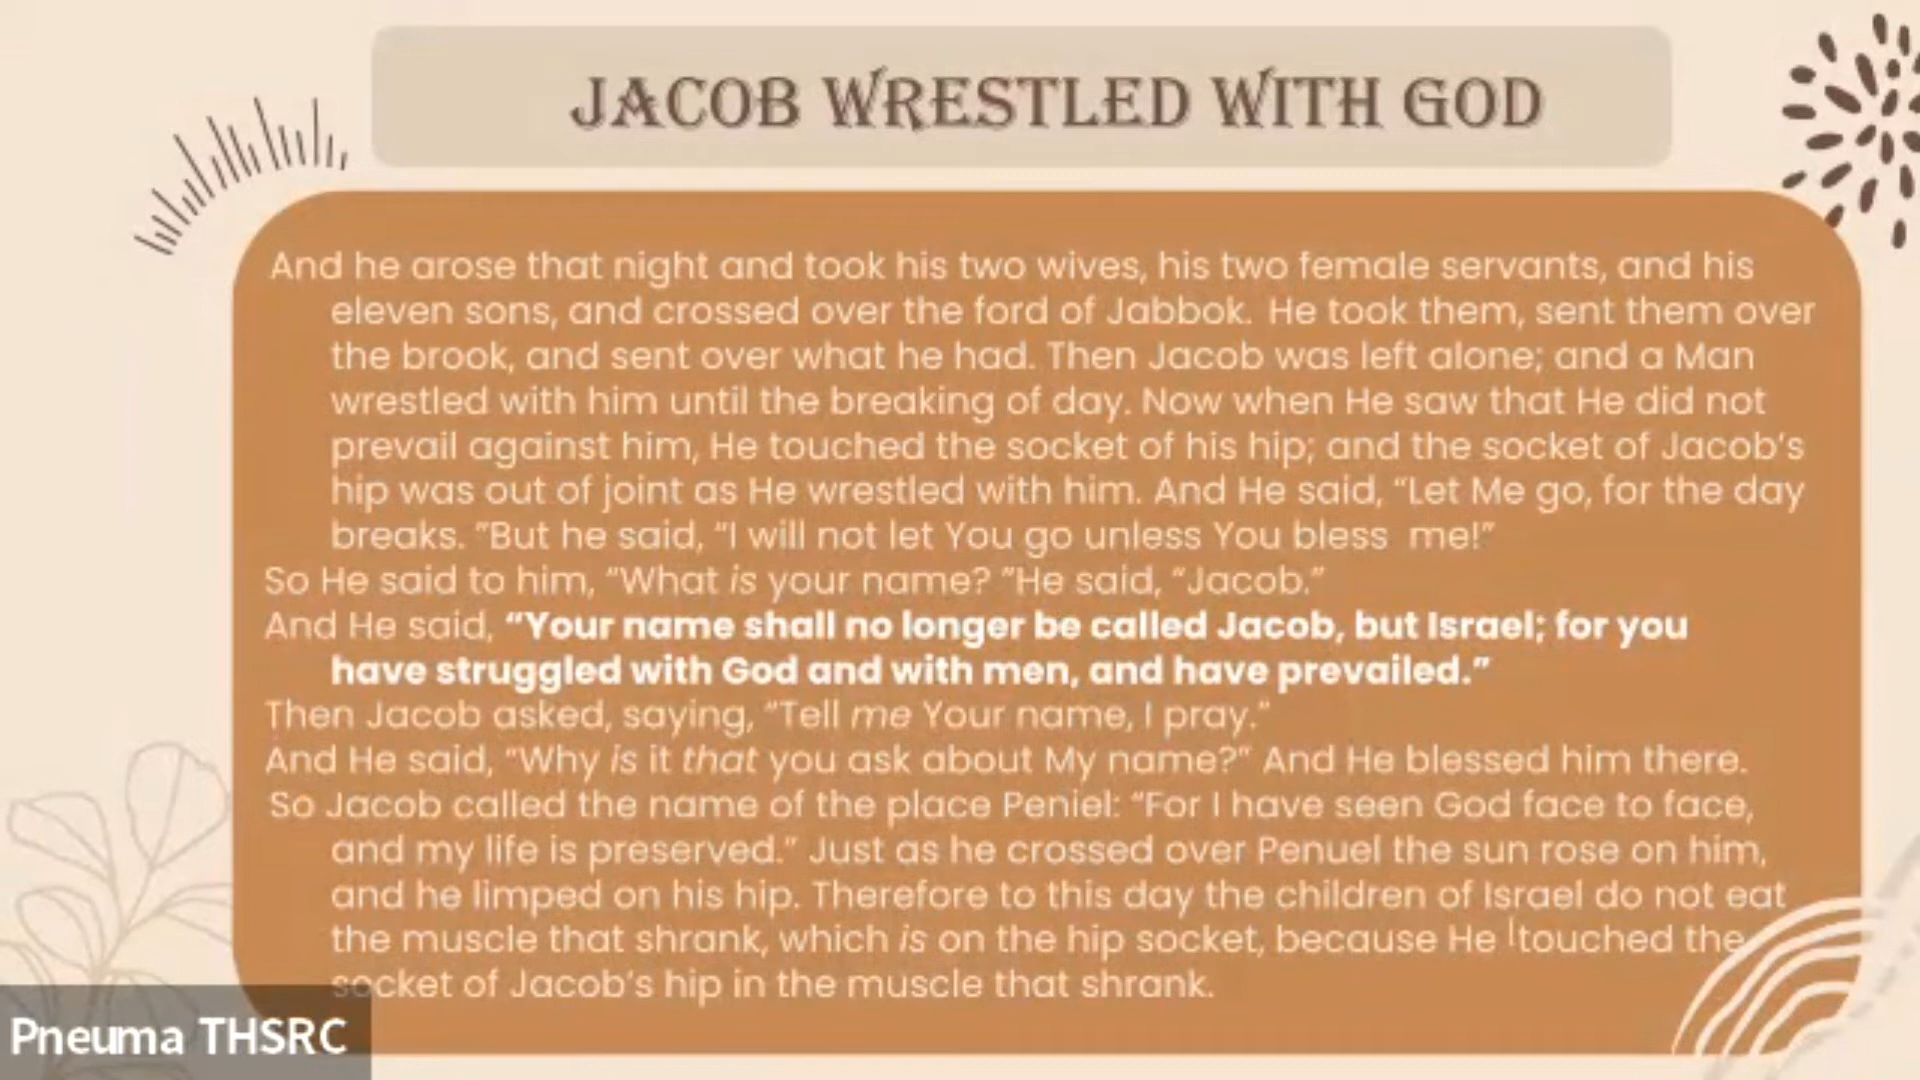 JACOB WRESTLED WITH GOD
And he arose that night and took his two wives, his two female servants, and his
eleven sons, and crossed over the ford of Jabbok. He took them, sent them over
the brook, and sent over what he had. Then Jacob was left alone; and a Man
wrestled with him until the breaking of day. Now when He saw that He did not
prevail against him, He touched the socket of his hip; and the socket of Jacob's
hip was out of joint as He wrestled with him. And He said, “Let Me go, for the day
breaks. ”But he said, “I will not let You go unless You bless me!”
So He said to him, “What is your name? ”He said, “Jacob.”
And He said, “Your name shall no longer be called Jacob, but Israel; for you
have struggled with God and with men, and have prevailed.”
Then Jacob asked, saying, “Tell me Your name, I pray.”
And He said, “Why is it that you ask about My name?” And He blessed him there.
So Jacob called the name of the place Peniel: “For I have seen God face to face,
and my life is preserved.” Just as he crossed over Penuel the sun rose on him,
and he limped on his hip. Therefore to this day the children of Israel do not eat
the muscle that shrank, which is on the hip socket, because He touched the
socket of Jacob's hip in the muscle that shrank.
Pneuma THSRC